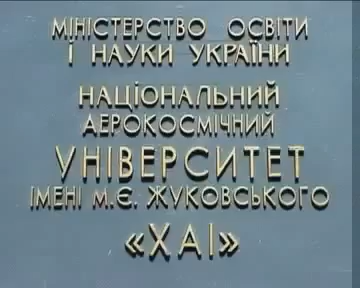 МІНІСТЕРСТВО ОСВІТИ
І НАУКИ УКРАЇНИ
НАЦІОНАЛЬНИЙ
АЕРОКОСМІЧНИЙ
УНІВЕРСИТЕТ
ІМЕНІ М.Є. ЖУКОВСЬКОГО
«ХАІ»